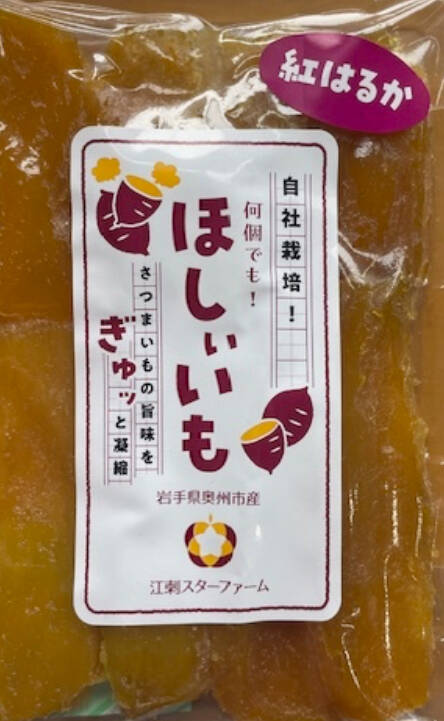 紅はるか
自社栽培！
何個でも！
ほしぃいも
さつまいもの旨味を
ぎゅッと凝縮
岩手県奥州市産
江刺スターファーム